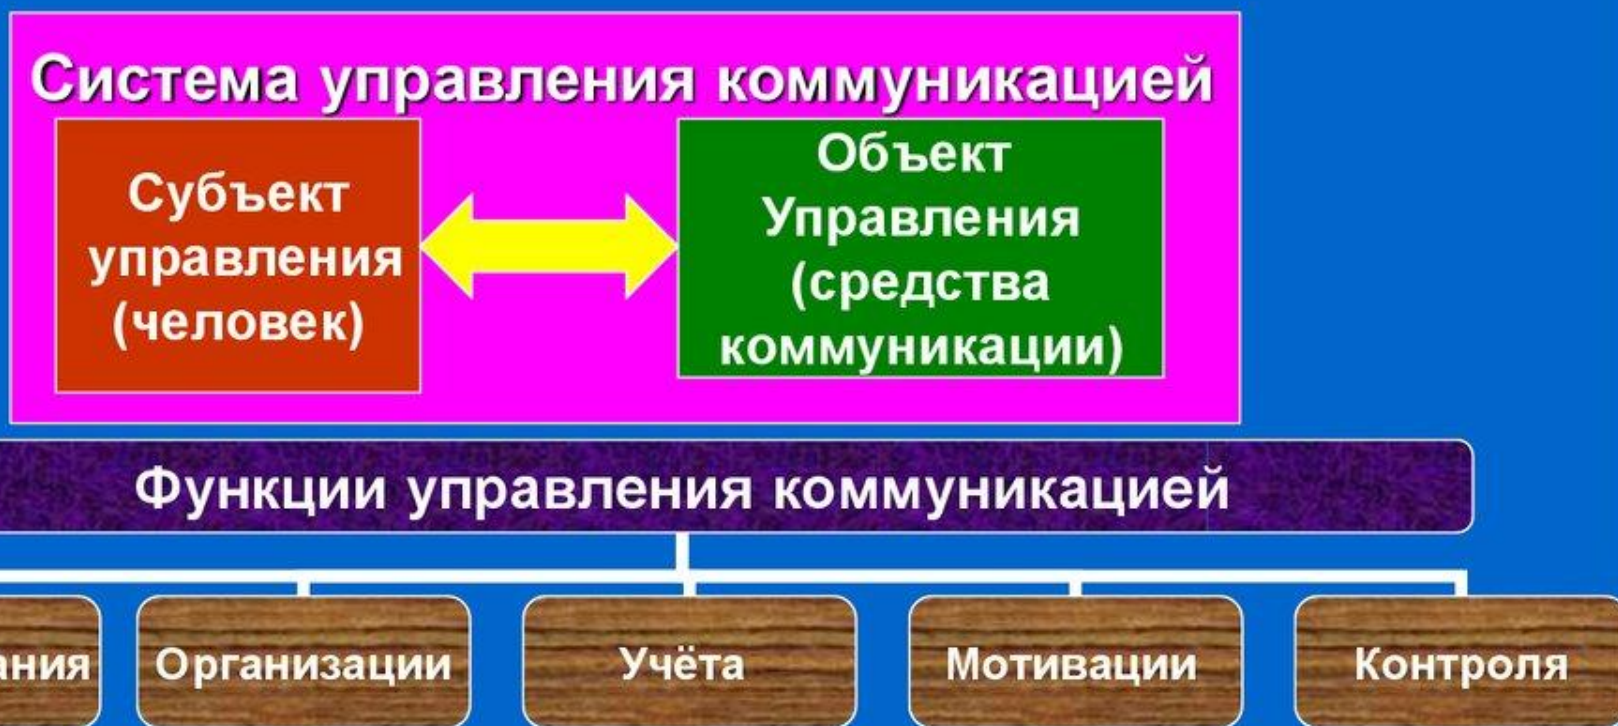 Система управления коммуникацией
Субъект
управления
(человек)
Объект
Управления
(средства
коммуникации)
Функции управления коммуникацией
Организации
Учёта
Мотивации
Контроля